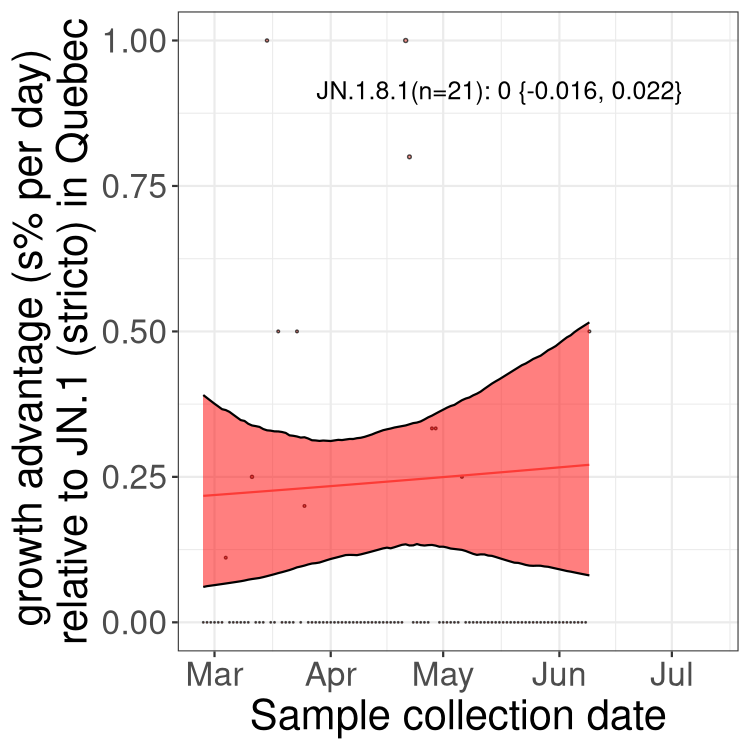 growth advantage (s% per day)
relative to JN.1 (stricto) in Quebec
1.00
0.75
0.50
0.25
0.00
JN.1.8.1(n=21): 0 {-0.016, 0.022}
Mar Apr May Jun Jul
Sample collection date